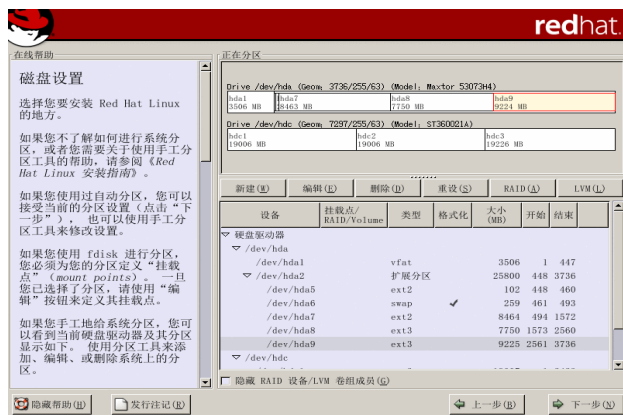 redhat.
在线帮助
磁盘设置
选择您要安装 Red Hat Linux
的地方。
如果您不了解如何进行系统分
区，或者您需要关于使用手工分
区工具的帮助，请参阅《Red
Hat Linux 安装指南》。
如果您使用过自动分区，您可以
接受当前的分区设置（点击“下
一步”），也可以使用手工分
区工具来修改设置。
如果您使用 fdisk 进行分区，
您必须为您的分区定义“挂载
点”（mount points）。 一旦
您已选择了分区，请使用“编
辑”按钮来定义其挂载点。
如果您手工地给系统分区，您可
以看到当前硬盘驱动器及其分区
显示如下。 使用分区工具来添
加、编辑、或删除系统上的分
区。
正在分区
Drive /dev/hda (Geom: 3736/255/63) (Model: Maxtor 53073H4)
hda1 hda7 hda8 hda9
3506 MB 8463 MB 7750 MB 9224 MB
Drive /dev/hdc (Geom: 7297/255/63) (Model: ST360021A)
hdc1 hdc2 hdc3
19006 MB 19006 MB 19226 MB
新建(W) 编辑(E) 删除(D) 重设(S) RAID(A) LVM(L)
设备 挂载点/RAID/Volume 类型 格式化 大小(MB) 开始 结束
硬盘驱动器
/dev/hda
/dev/hda1 vfat 3506 1 447
/dev/hda2 扩展分区 25800 448 3736
/dev/hda5 ext2 102 448 460
/dev/hda6 swap ✔ 259 461 493
/dev/hda7 ext2 8464 494 1572
/dev/hda8 ext3 7750 1573 2560
/dev/hda9 ext3 9225 2561 3736
/dev/hdc
隐藏 RAID 设备/LVM 卷组成员(G)
隐藏帮助(H) 发行注记(R) 上一步(B) 下一步(N)